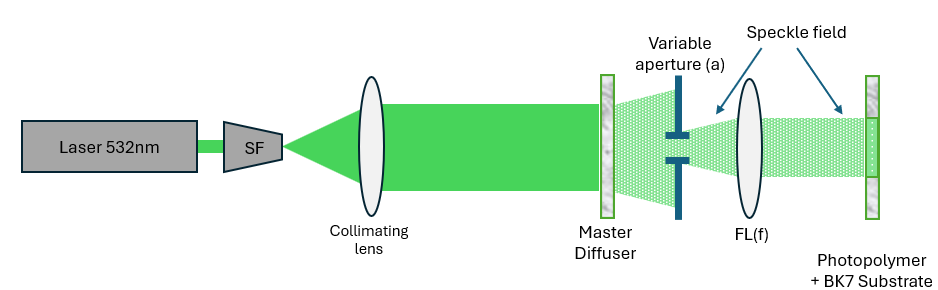 Speckle field
Variable
aperture (a)
Laser 532nm
SF
Collimating
lens
Master
Diffuser
FL(f)
Photopolymer
+ BK7 Substrate